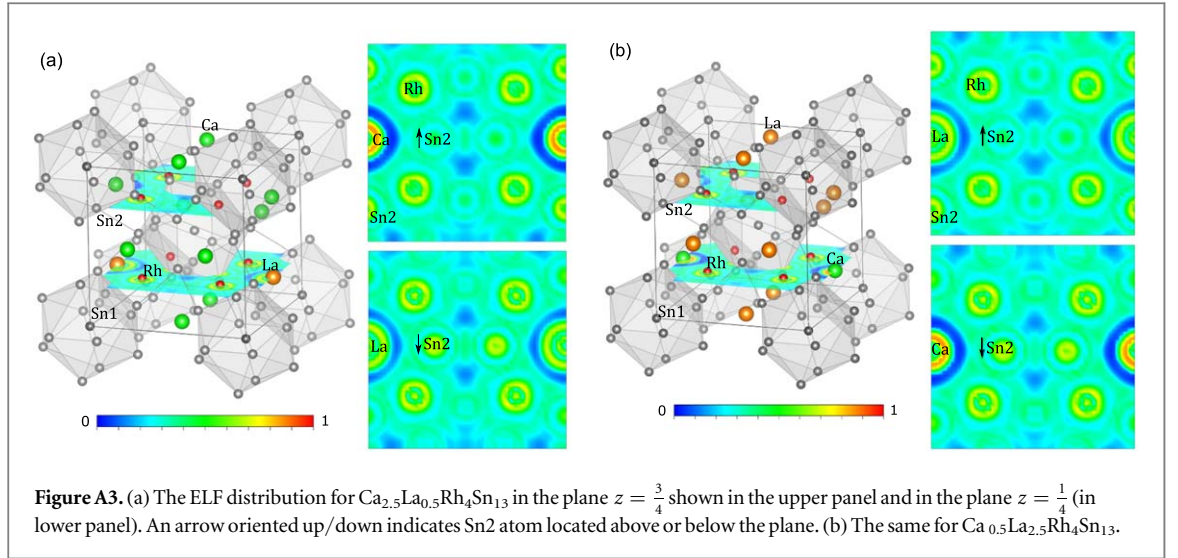 (a)
Ca
Sn2
Rh
La
Sn1
0 1
Rh
Ca
↑Sn2
Sn2
La
↓Sn2
(b)
La
Sn2
Rh
Ca
Sn1
0 1
Rh
La
↑Sn2
Sn2
Ca
↓Sn2
Figure A3. (a) The ELF distribution for Ca₂.₅La₀.₅Rh₄Sn₁₃ in the plane z = 3/4 shown in the upper panel and in the plane z = 1/4 (in
lower panel). An arrow oriented up/down indicates Sn2 atom located above or below the plane. (b) The same for Ca ₀.₅La₂.₅Rh₄Sn₁₃.